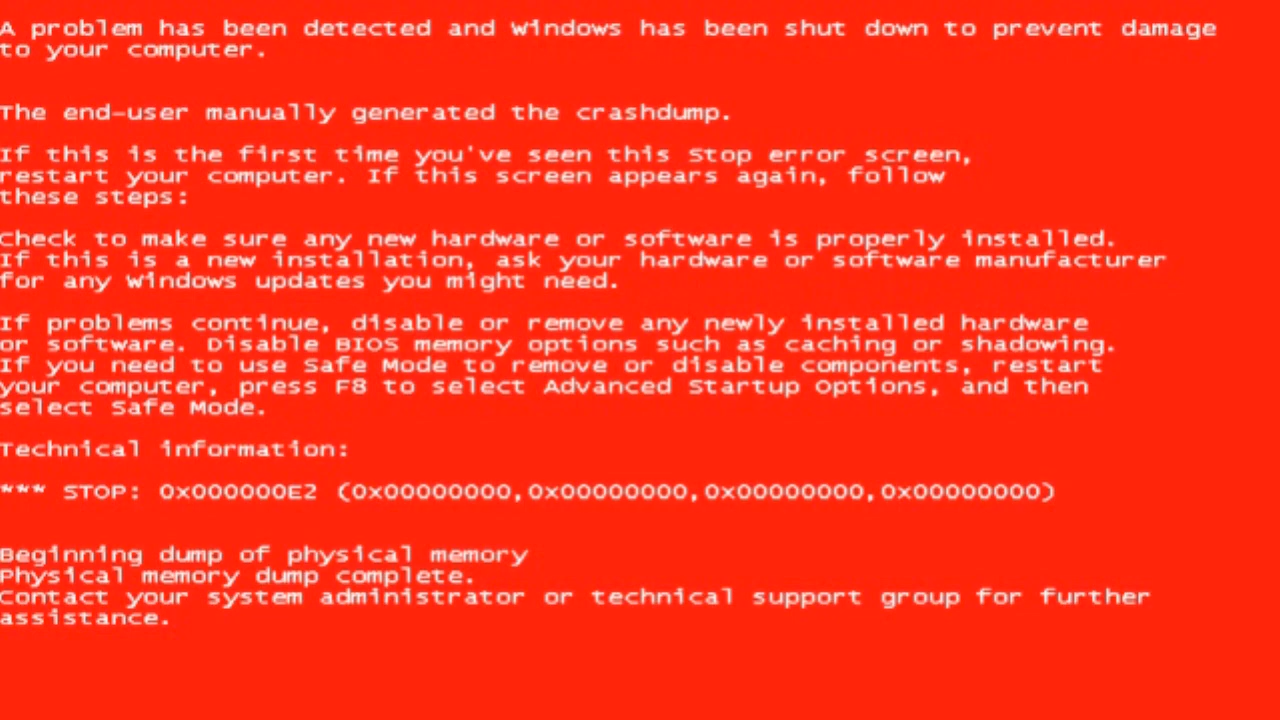 A problem has been detected and Windows has been shut down to prevent damage
to your computer.
The end-user manually generated the crashdump.
If this is the first time you've seen this Stop error screen,
restart your computer. If this screen appears again, follow
these steps:
Check to make sure any new hardware or software is properly installed.
If this is a new installation, ask your hardware or software manufacturer
for any Windows updates you might need.
If problems continue, disable or remove any newly installed hardware
or software. Disable BIOS memory options such as caching or shadowing.
If you need to use Safe Mode to remove or disable components, restart
your computer, press F8 to select Advanced Startup Options, and then
select Safe Mode.
Technical information:
*** STOP: 0x000000E2 (0x00000000,0x00000000,0x00000000,0x00000000)
Beginning dump of physical memory
Physical memory dump complete.
Contact your system administrator or technical support group for further
assistance.